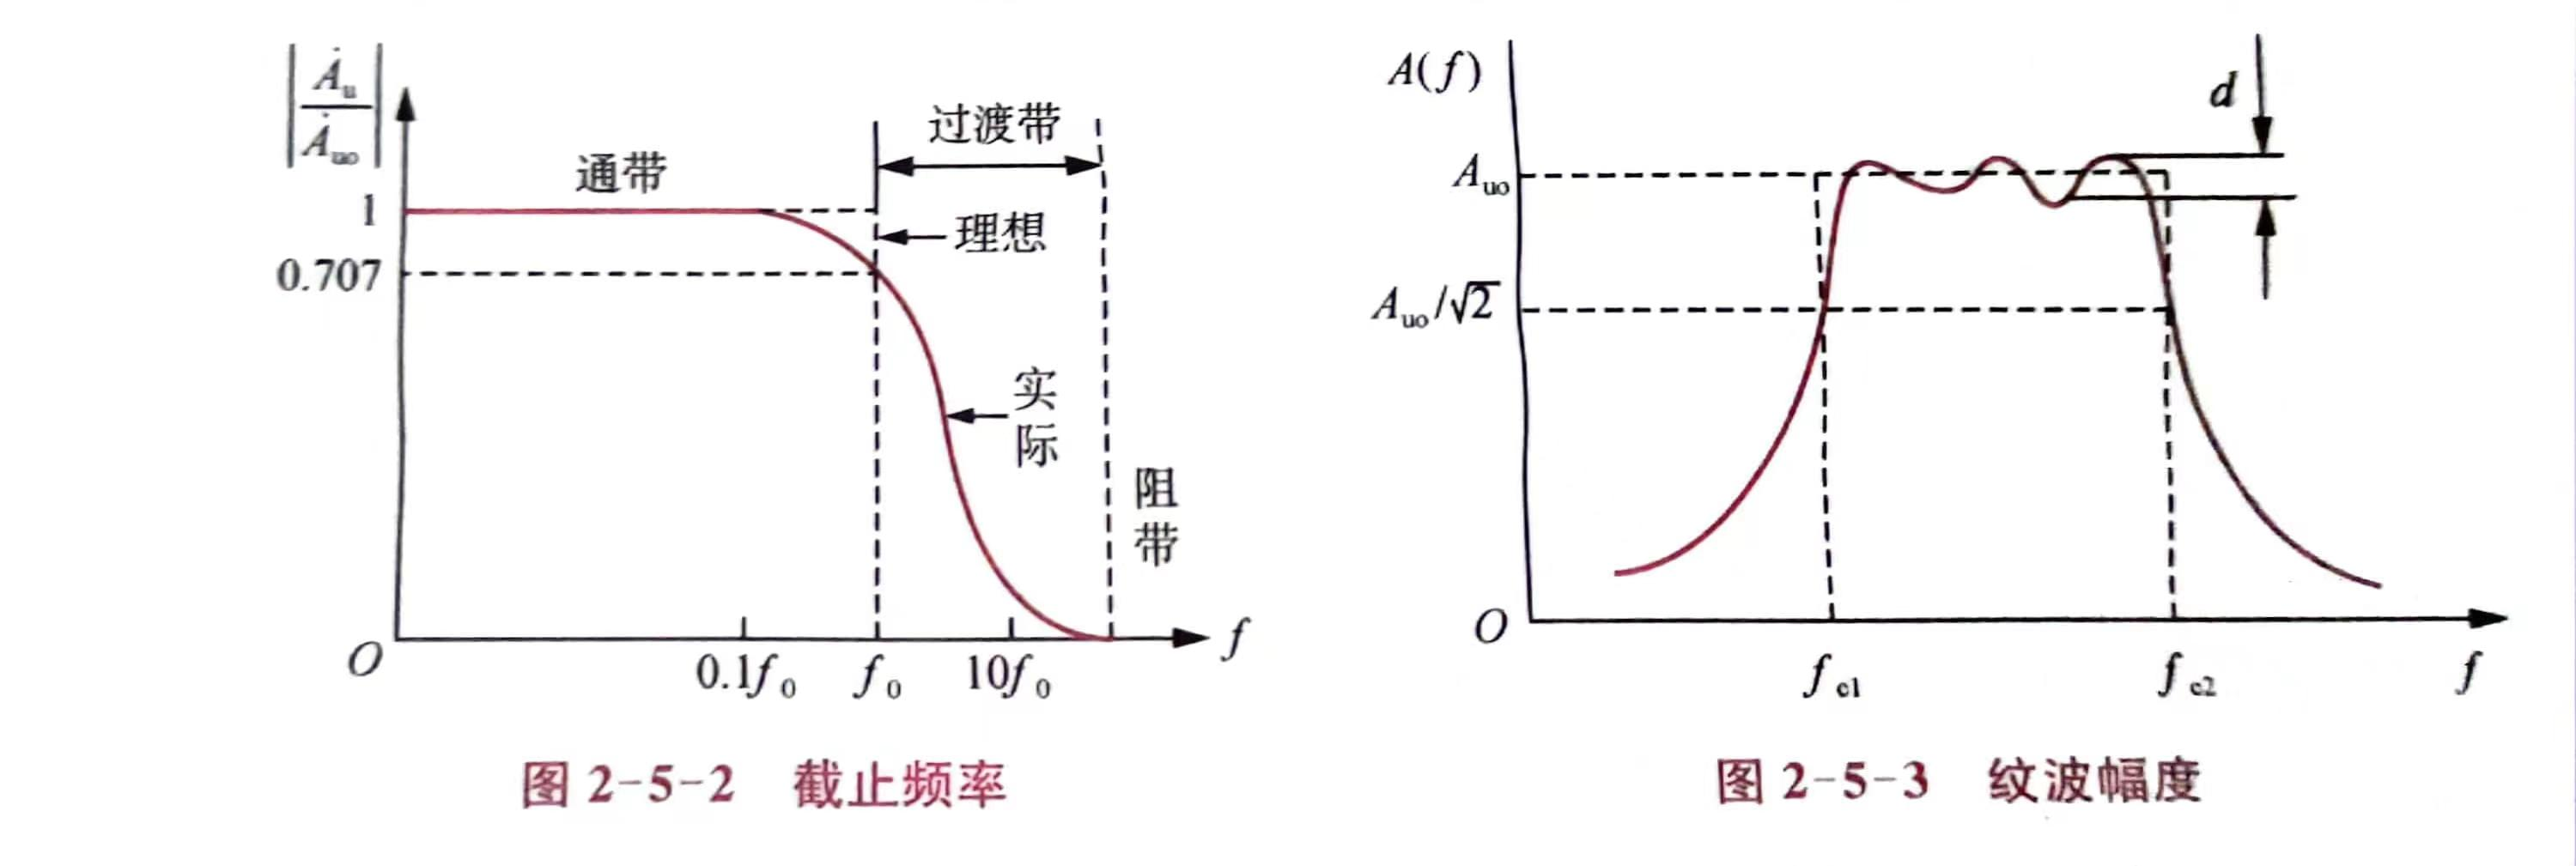 |Ȧu/Ȧuo|
过渡带
通带
1
理想
0.707
实
际
阻
带
O
0.1f0
f0
10f0
f
图 2-5-2 截止频率
A(f)
d
Auo
Auo/√2
O
fc1
fc2
f
图 2-5-3 纹波幅度